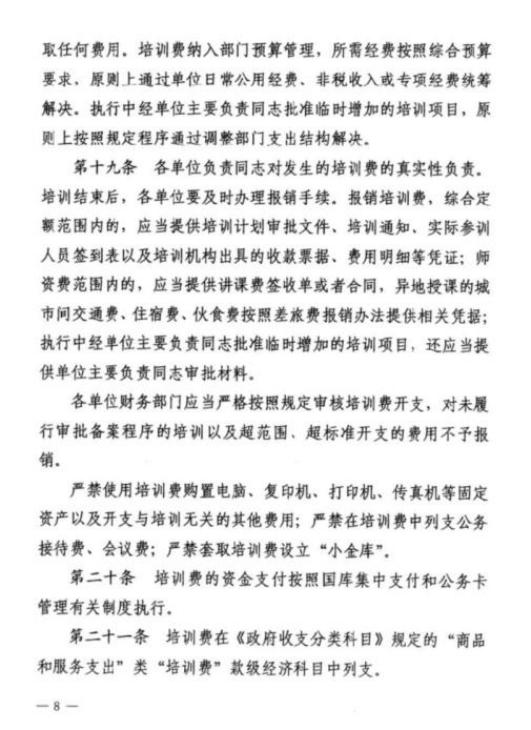 取任何费用。培训费纳入部门预算管理，所需经费按照综合预算
要求、原则上通过单位日常公用经费、非税收入或专项经费统筹
解决。执行中经单位主要负责同志批准临时增加的培训项目，原
则上按照规定程序通过调整部门支出结构解决。
第十九条 各单位负责同志对发生的培训费的真实性负责。
培训结束后，各单位要及时办理报销手续。报销培训费，综合定
额范围内的，应当提供培训计划审批文件、培训通知、实际参训
人员签到表以及培训机构出具的收款票据、费用明细等凭证；师
资费范围内的，应当提供讲课费签收单或者合同，异地授课的城
市间交通费、住宿费、伙食费按照差旅费报销办法提供相关凭据；
执行中经单位主要负责同志批准临时增加的培训项目，还应当提
供单位主要负责同志审批材料。
各单位财务部门应当严格按照规定审核培训费开支，对未履
行审批备案程序的培训以及超范围、超标准开支的费用不予报
销。
严禁使用培训费购置电脑、复印机、打印机、传真机等固定
资产以及开支与培训无关的其他费用；严禁在培训费中列支公务
接待费、会议费；严禁套取培训费设立“小金库”。
第二十条 培训费的资金支付按照国库集中支付和公务卡
管理有关制度执行。
第二十一条 培训费在《政府收支分类科目》规定的“商品
和服务支出”类“培训费”款级经济科目中列支。
— 8 —